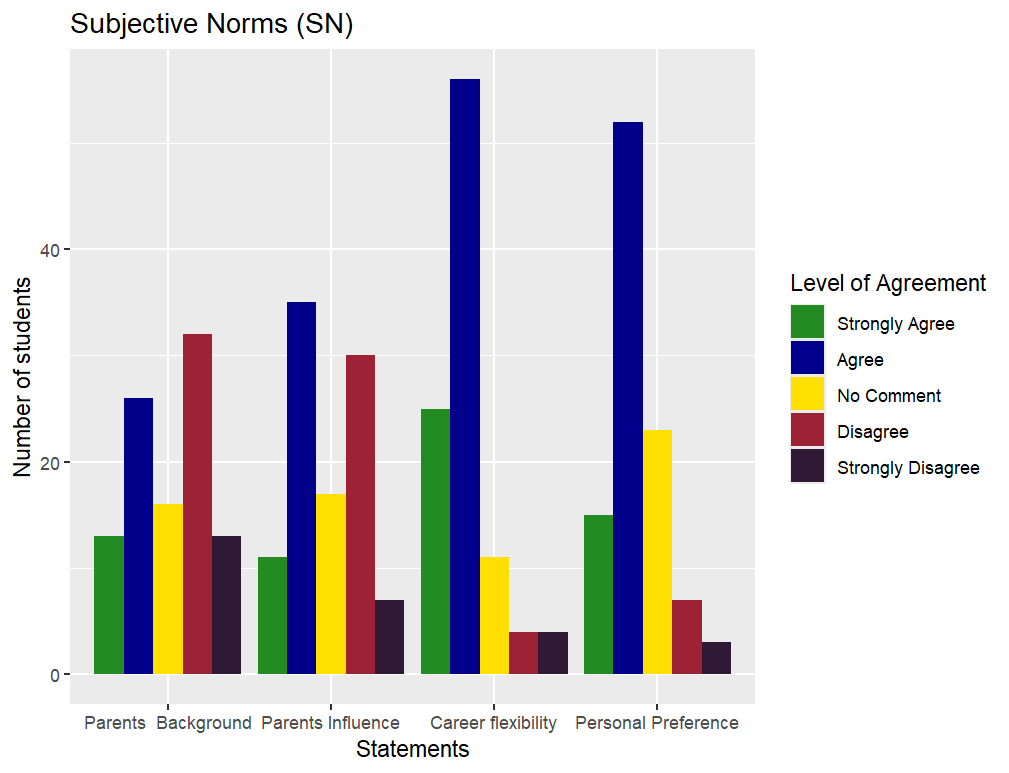 Subjective Norms (SN)
Number of students
40
20
0
Parents  Background
Parents Influence
Career flexibility
Personal Preference
Statements
Level of Agreement
Strongly Agree
Agree
No Comment
Disagree
Strongly Disagree